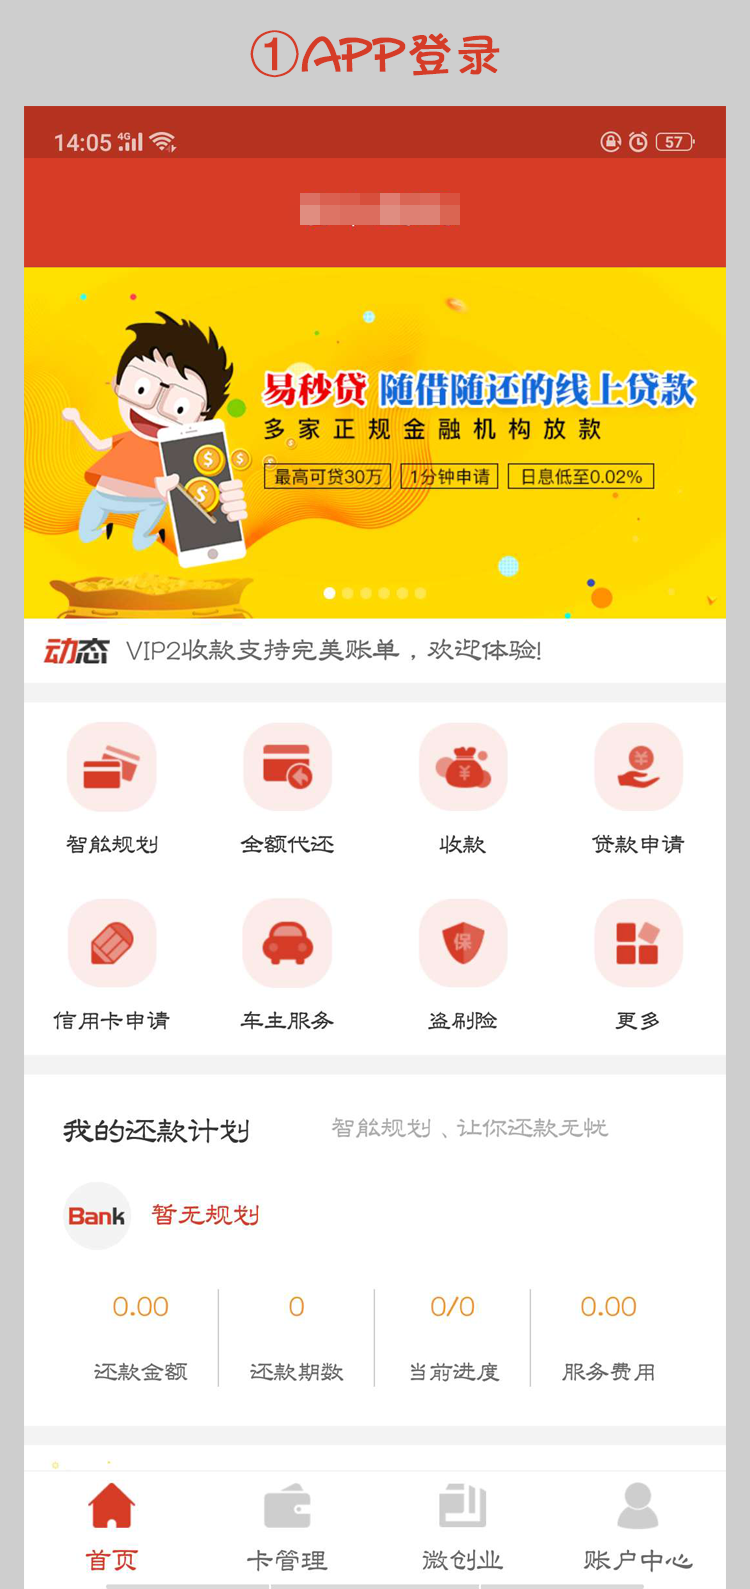 ①APP登录
14:05 4G 57
易秒贷 随借随还的线上贷款
多家正规金融机构放款
最高可贷30万 1分钟申请 日息低至0.02%
动态 VIP2收款支持完美账单，欢迎体验!
智能规划 全额代还 收款 贷款申请
保
信用卡申请 车主服务 盗刷险 更多
我的还款计划 智能规划、让你还款无忧
Bank 暂无规划
0.00 0 0/0 0.00
还款金额 还款期数 当前进度 服务费用
首页 卡管理 微创业 账户中心